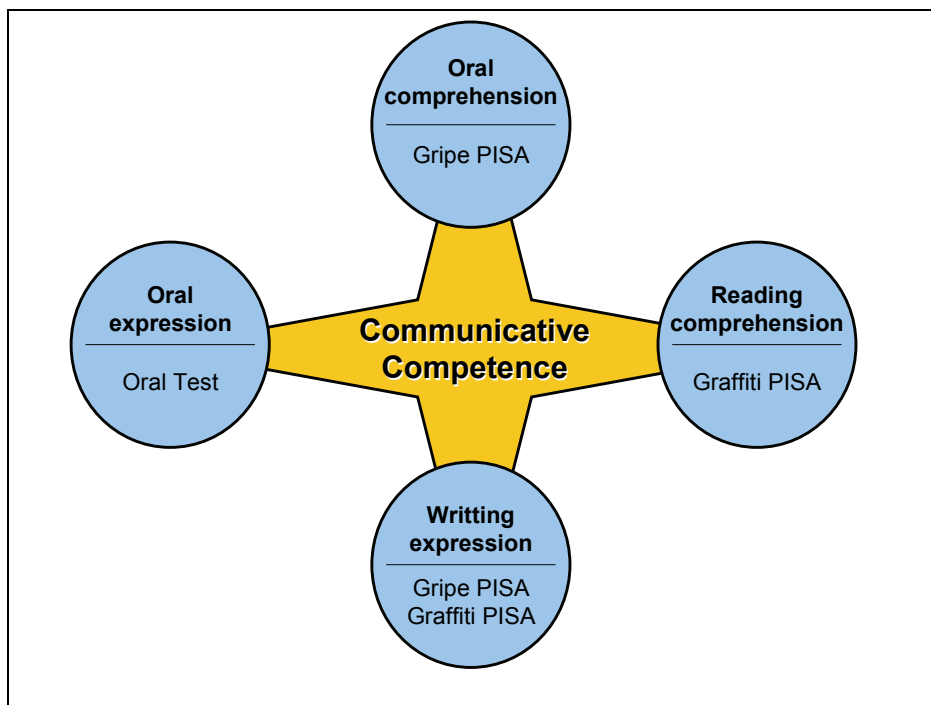 Oral
comprehension
Gripe PISA
Oral
expression
Oral Test
Communicative
Competence
Reading
comprehension
Graffiti PISA
Writting
expression
Gripe PISA
Graffiti PISA